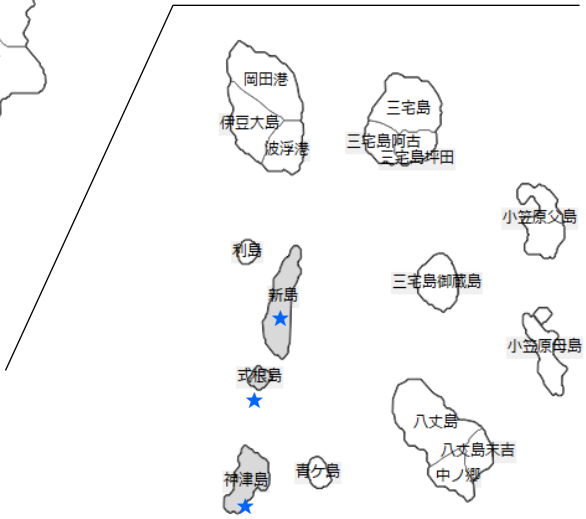 岡田港
三宅島
伊豆大島
三宅島阿古
波浮港
三宅島坪田
小笠原父島
利島
三宅島御蔵島
新島
小笠原母島
式根島
八丈島
八丈島末吉
青ケ島
中ノ郷
神津島